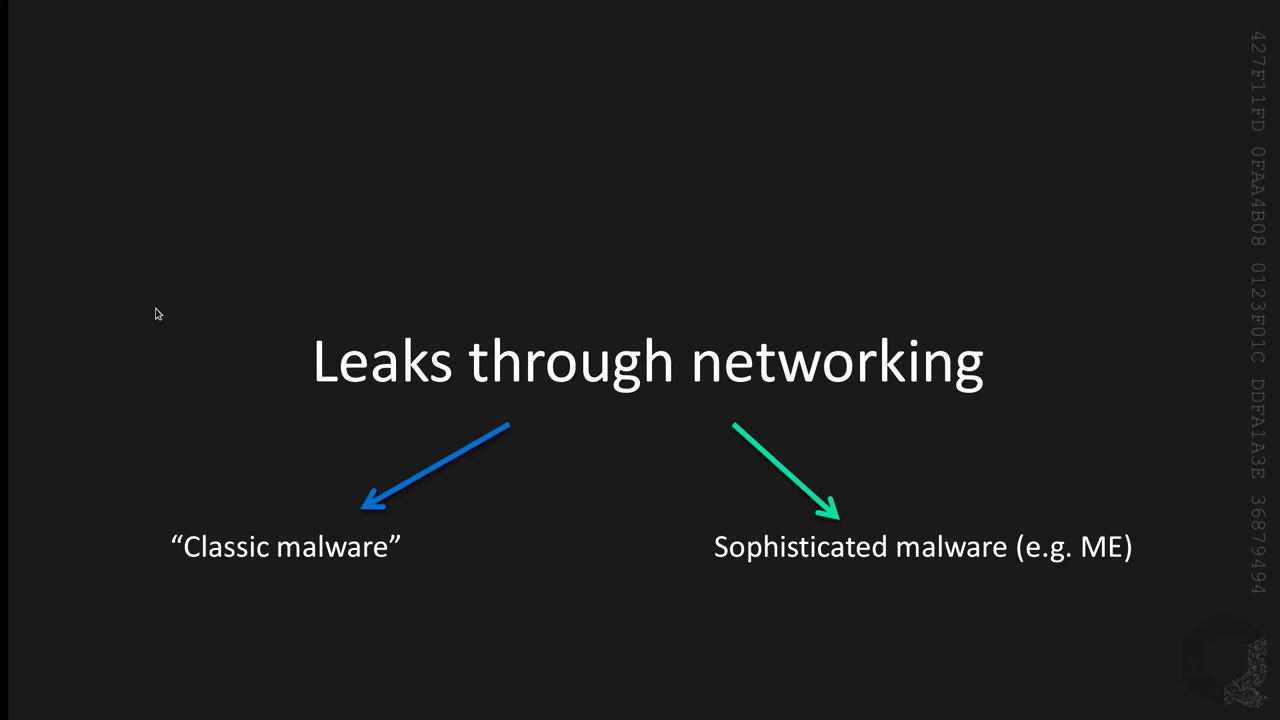 Leaks through networking
“Classic malware”
Sophisticated malware (e.g. ME)
427F11FD 0FAA4B08 0123F01C DDFA1A3E 36879494